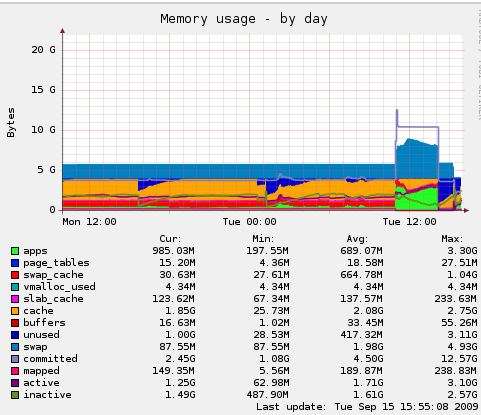 Memory usage - by day
Bytes
20 G
15 G
10 G
5 G
0
Mon 12:00 Tue 00:00 Tue 12:00
Cur: Min: Avg: Max:
apps 985.03M 197.55M 689.07M 3.30G
page_tables 15.20M 4.36M 18.58M 27.51M
swap_cache 30.63M 27.61M 664.78M 1.04G
vmalloc_used 4.34M 4.34M 4.34M 4.34M
slab_cache 123.62M 67.34M 137.57M 233.63M
cache 1.85G 25.73M 2.08G 2.75G
buffers 16.63M 1.02M 33.45M 55.26M
unused 1.00G 28.53M 417.32M 3.11G
swap 87.55M 87.55M 1.98G 4.93G
committed 2.45G 1.08G 4.50G 12.57G
mapped 149.35M 5.56M 189.87M 238.83M
active 1.25G 62.98M 1.71G 3.10G
inactive 1.49G 487.90M 1.61G 2.57G
Last update: Tue Sep 15 15:55:08 2009